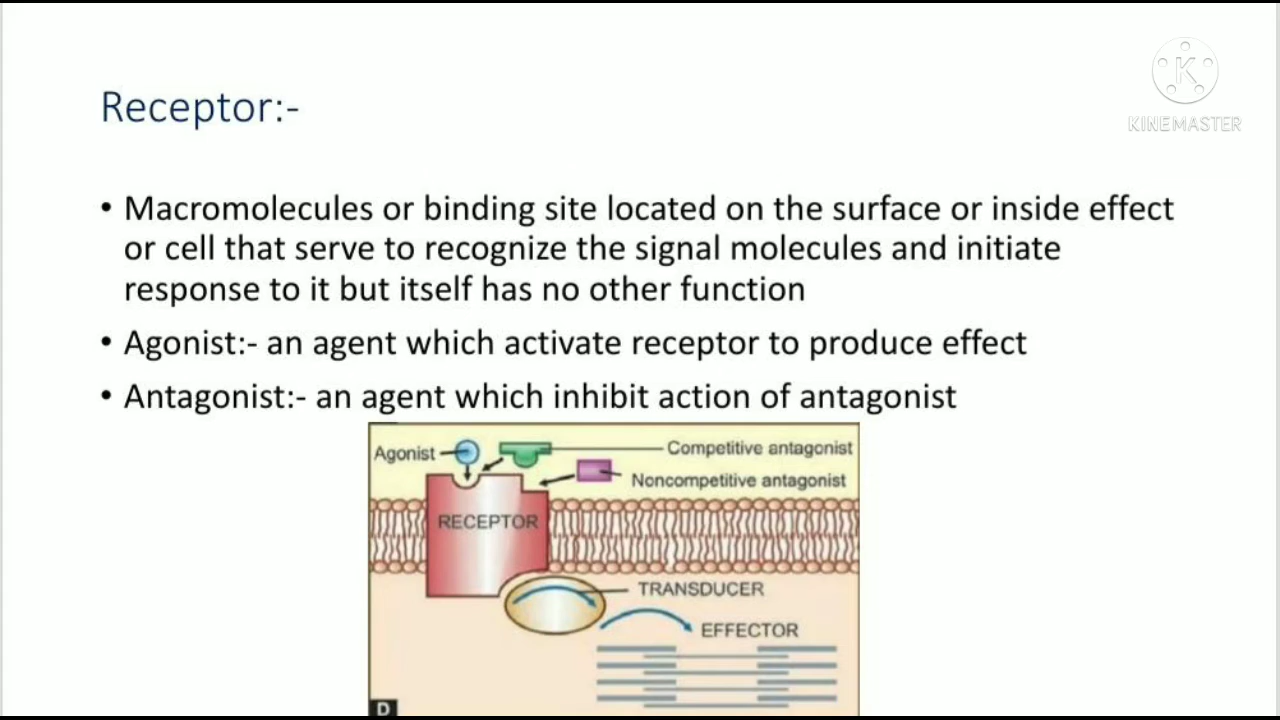 K
KINEMASTER
Receptor:-
• Macromolecules or binding site located on the surface or inside effect
or cell that serve to recognize the signal molecules and initiate
response to it but itself has no other function
• Agonist:- an agent which activate receptor to produce effect
• Antagonist:- an agent which inhibit action of antagonist
Agonist
Competitive antagonist
Noncompetitive antagonist
RECEPTOR
TRANSDUCER
EFFECTOR
D